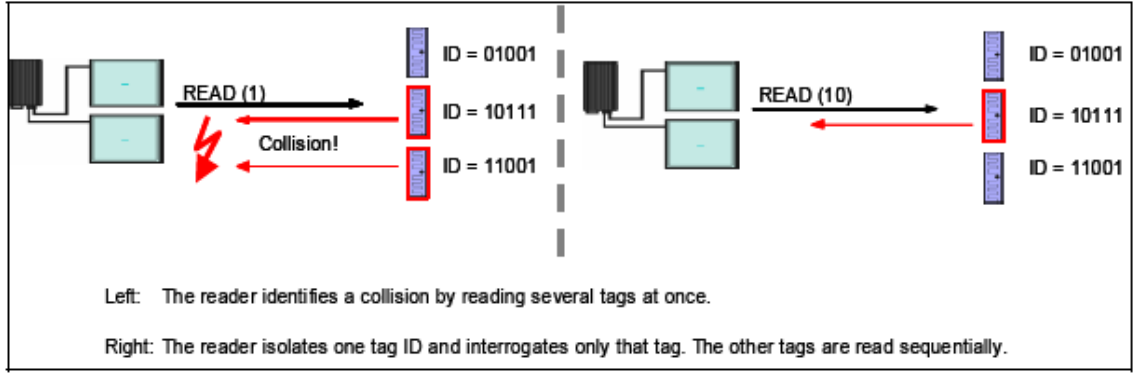 ID = 01001
READ (1)
ID = 10111
Collision!
ID = 11001
ID = 01001
READ (10)
ID = 10111
ID = 11001
Left: The reader identifies a collision by reading several tags at once.
Right: The reader isolates one tag ID and interrogates only that tag. The other tags are read sequentially.